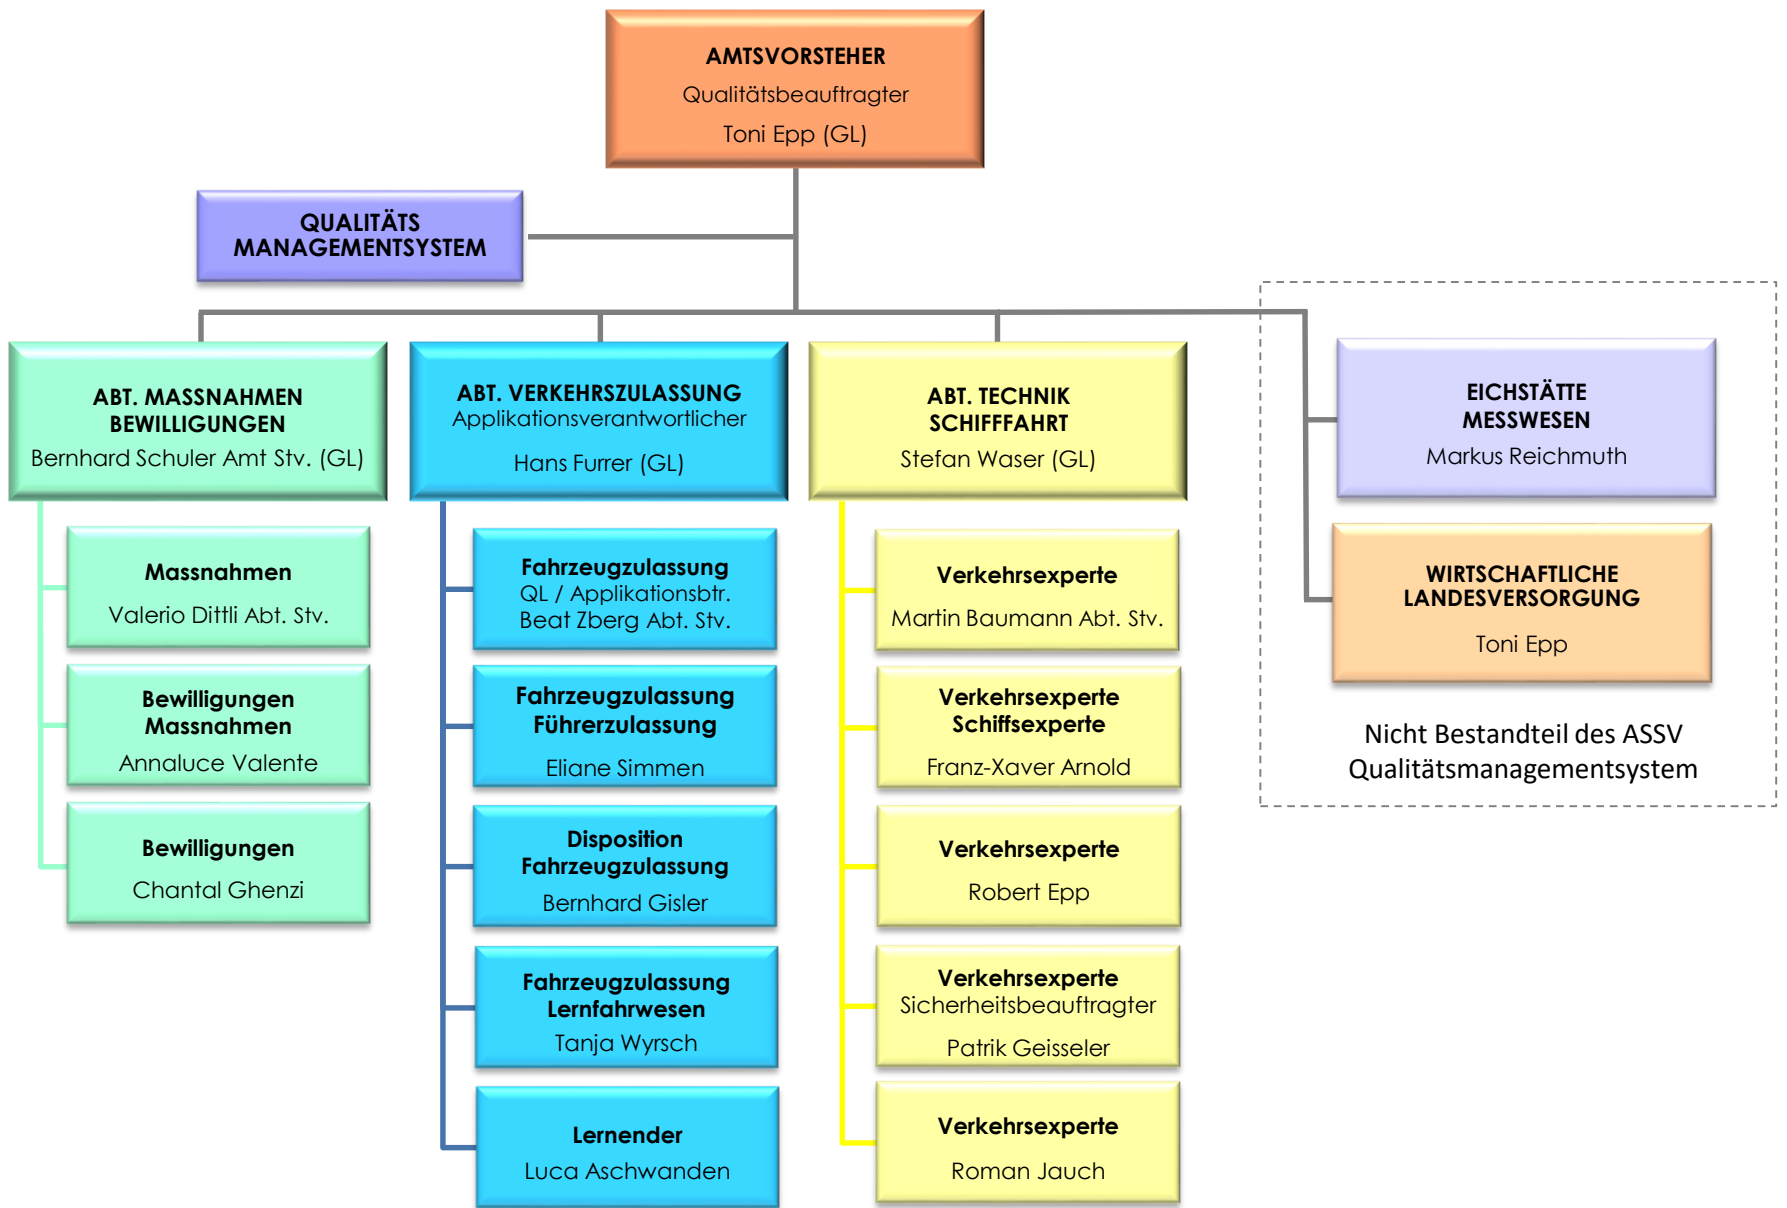 AMTSVORSTEHER
Qualitätsbeauftragter
Toni Epp (GL)
QUALITÄTS
MANAGEMENTSYSTEM
ABT. MASSNAHMEN
BEWILLIGUNGEN
Bernhard Schuler Amt Stv. (GL)
Massnahmen
Valerio Dittli Abt. Stv.
Bewilligungen
Massnahmen
Annaluce Valente
Bewilligungen
Chantal Ghenzi
ABT. VERKEHRSZULASSUNG
Applikationsverantwortlicher
Hans Furrer (GL)
Fahrzeugzulassung
QL / Applikationsbtr.
Beat Zberg Abt. Stv.
Fahrzeugzulassung
Führerzulassung
Eliane Simmen
Disposition
Fahrzeugzulassung
Bernhard Gisler
Fahrzeugzulassung
Lernfahrwesen
Tanja Wyrsch
Lernender
Luca Aschwanden
ABT. TECHNIK
SCHIFFFAHRT
Stefan Waser (GL)
Verkehrsexperte
Martin Baumann Abt. Stv.
Verkehrsexperte
Schiffsexperte
Franz-Xaver Arnold
Verkehrsexperte
Robert Epp
Verkehrsexperte
Sicherheitsbeauftragter
Patrik Geisseler
Verkehrsexperte
Roman Jauch
EICHSTÄTTE
MESSWESEN
Markus Reichmuth
WIRTSCHAFTLICHE
LANDESVERSORGUNG
Toni Epp
Nicht Bestandteil des ASSV
Qualitätsmanagementsystem